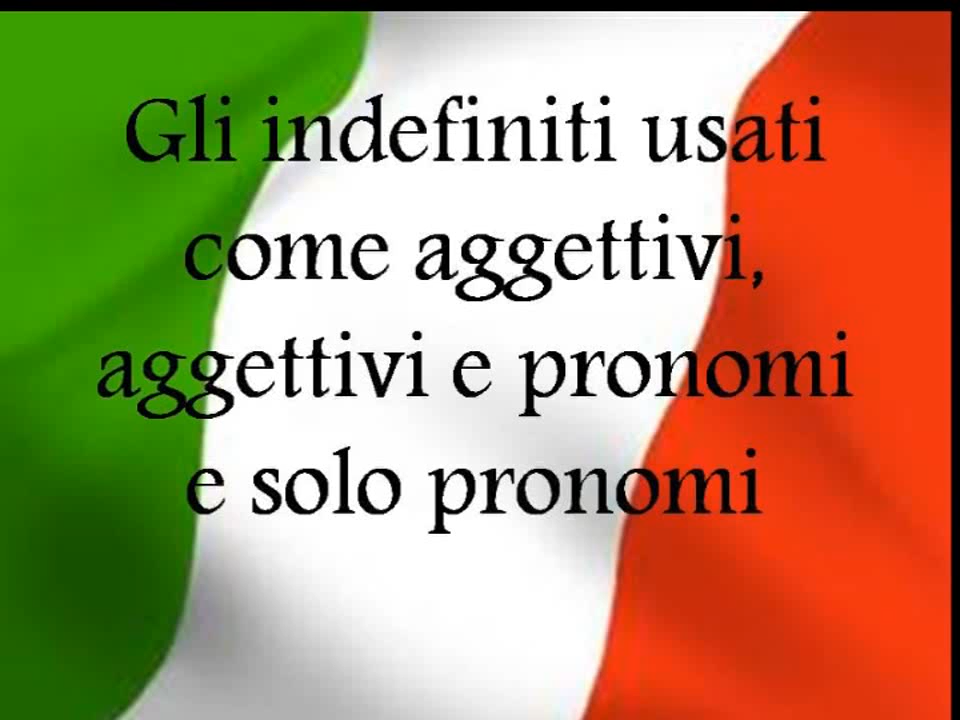 Gli indefiniti usati
come aggettivi,
aggettivi e pronomi
e solo pronomi